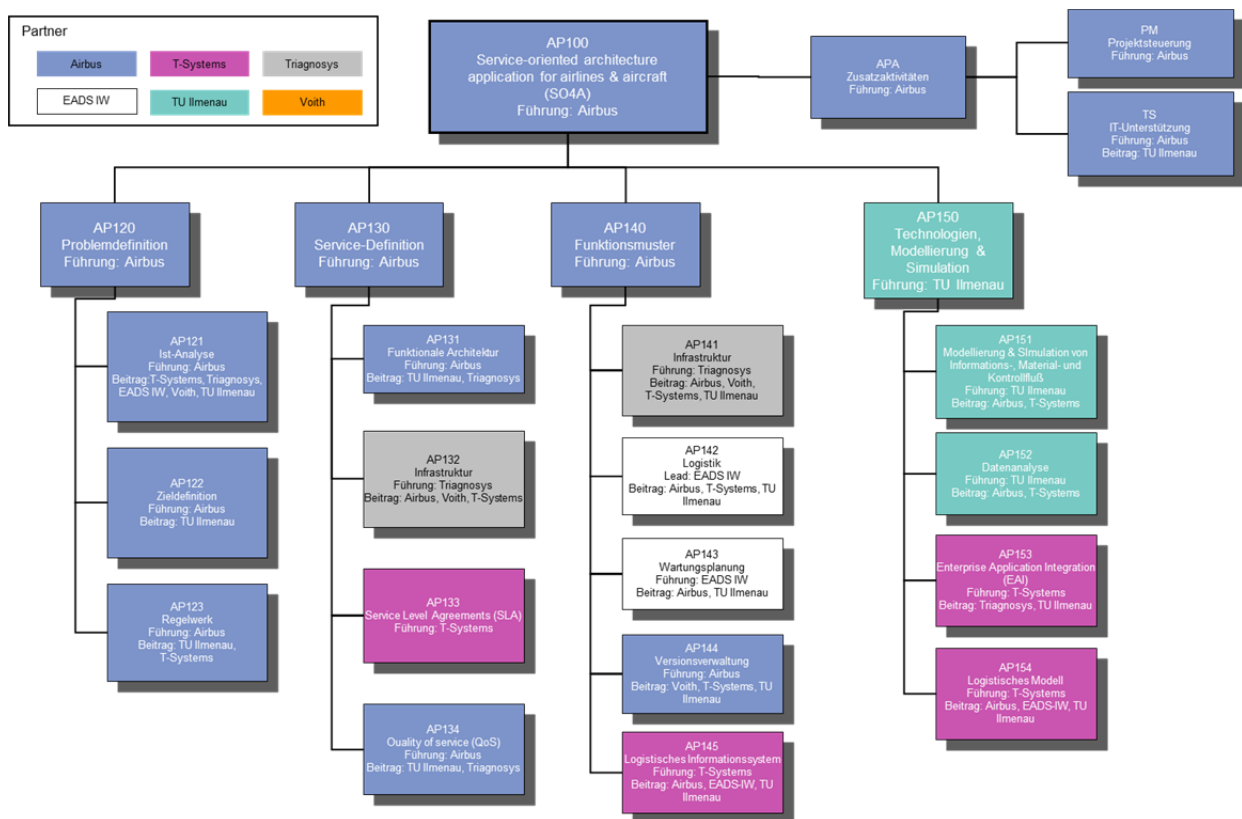 Partner
Airbus
T-Systems
Triagnosys
EADS IW
TU Ilmenau
Voith
AP100
Service-oriented architecture
application for airlines & aircraft
(SO4A)
Führung: Airbus
APA
Zusatzaktivitäten
Führung: Airbus
PM
Projektsteuerung
Führung: Airbus
TS
IT-Unterstützung
Führung: Airbus
Beitrag: TU Ilmenau
AP120
Problemdefinition
Führung: Airbus
AP121
Ist-Analyse
Führung: Airbus
Beitrag:T-Systems, Triagnosys,
EADS IW, Voith, TU Ilmenau
AP122
Zieldefinition
Führung: Airbus
Beitrag: TU Ilmenau
AP123
Regelwerk
Führung: Airbus
Beitrag: TU Ilmenau,
T-Systems
AP130
Service-Definition
Führung: Airbus
AP131
Funktionale Architektur
Führung: Airbus
Beitrag: TU Ilmenau, Triagnosys
AP132
Infrastruktur
Führung: Triagnosys
Beitrag: Airbus, Voith, T-Systems
AP133
Service Level Agreements (SLA)
Führung: T-Systems
AP134
Ouality of service (QoS)
Führung: Airbus
Beitrag: TU Ilmenau, Triagnosys
AP140
Funktionsmuster
Führung: Airbus
AP141
Infrastruktur
Führung: Triagnosys
Beitrag: Airbus, Voith,
T-Systems, TU Ilmenau
AP142
Logistik
Lead: EADS IW
Beitrag: Airbus, T-Systems, TU
Ilmenau
AP143
Wartungsplanung
Führung: EADS IW
Beitrag: Airbus, TU Ilmenau
AP144
Versionsverwaltung
Führung: Airbus
Beitrag: Voith, T-Systems, TU
Ilmenau
AP145
Logistisches Informationssystem
Führung: T-Systems
Beitrag: Airbus, EADS-IW, TU
Ilmenau
AP150
Technologien,
Modellierung &
Simulation
Führung: TU Ilmenau
AP151
Modellierung & SImulation von
Informations-, Material- und
Kontrollfluß
Führung: TU Ilmenau
Beitrag: Airbus, T-Systems
AP152
Datenanalyse
Führung: TU Ilmenau
Beitrag: Airbus, T-Systems
AP153
Enterprise Application Integration
(EAI)
Führung: T-Systems
Beitrag: Triagnosys, TU Ilmenau
AP154
Logistisches Modell
Führung: T-Systems
Beitrag: Airbus, EADS-IW, TU
Ilmenau